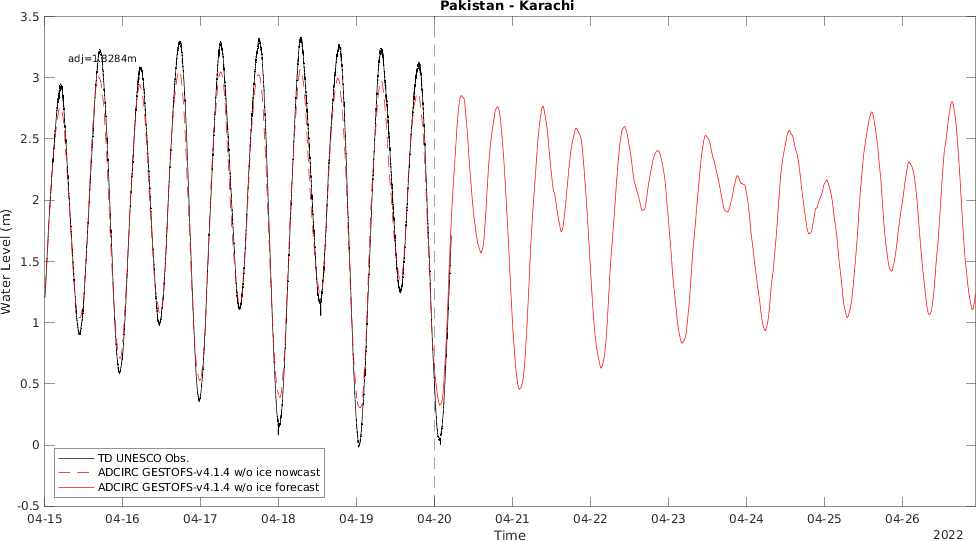 Pakistan - Karachi
3.5
adj=1.8284m
3
2.5
2
1.5
1
0.5
0
-0.5
Water Level (m)
TD UNESCO Obs.
ADCIRC GESTOFS-v4.1.4 w/o ice nowcast
ADCIRC GESTOFS-v4.1.4 w/o ice forecast
04-15 04-16 04-17 04-18 04-19 04-20 04-21 04-22 04-23 04-24 04-25 04-26
Time
2022